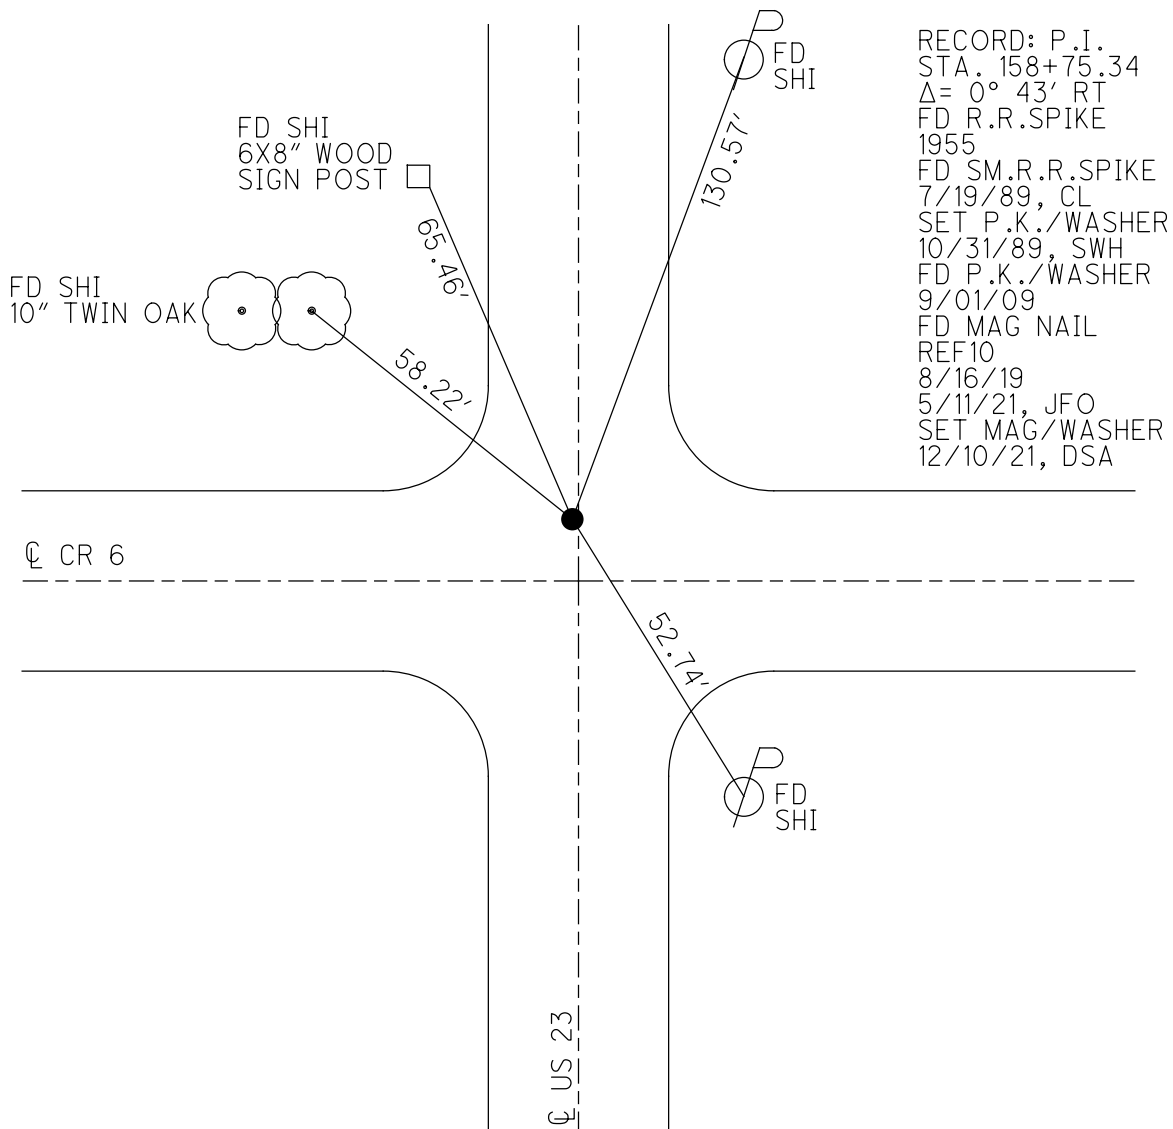 FD
SHI
RECORD: P.I.
STA. 158+75.34
Δ= 0° 43' RT
FD R.R.SPIKE
1955
FD SM.R.R.SPIKE
7/19/89, CL
SET P.K./WASHER
10/31/89, SWH
FD P.K./WASHER
9/01/09
FD MAG NAIL
REF10
8/16/19
5/11/21, JFO
SET MAG/WASHER
12/10/21, DSA
FD SHI
6X8" WOOD
SIGN POST
130.57'
65.46'
FD SHI
10" TWIN OAK
58.22'
℄ CR 6
52.74'
FD
SHI
℄ US 23